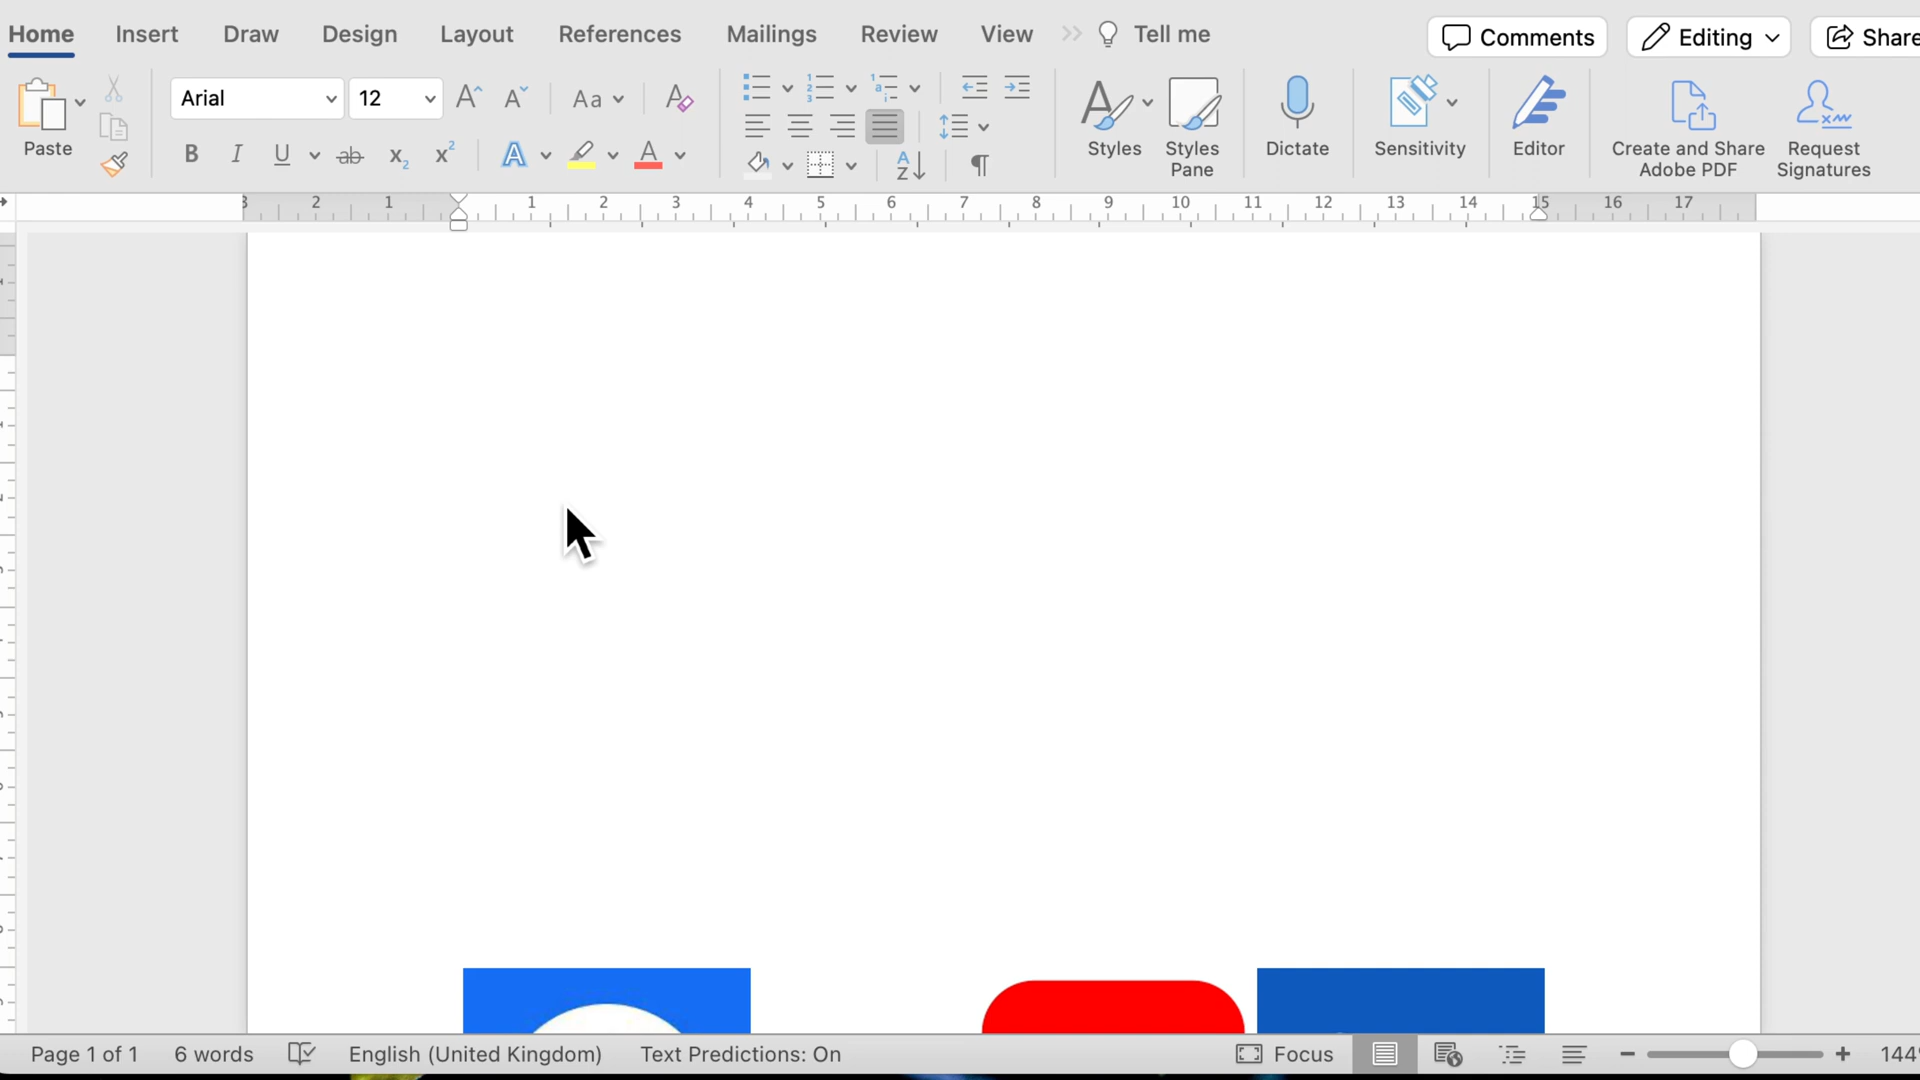 Home Insert Draw Design Layout References Mailings Review View Tell me Comments Editing Share
Arial 12 Aa
Paste B I U ab x2 x2 A A A Z Styles Styles Pane Dictate Sensitivity Editor Create and Share Adobe PDF Request Signatures
3 2 1 1 2 3 4 5 6 7 8 9 10 11 12 13 14 15 16 17
Page 1 of 1 6 words English (United Kingdom) Text Predictions: On Focus 144